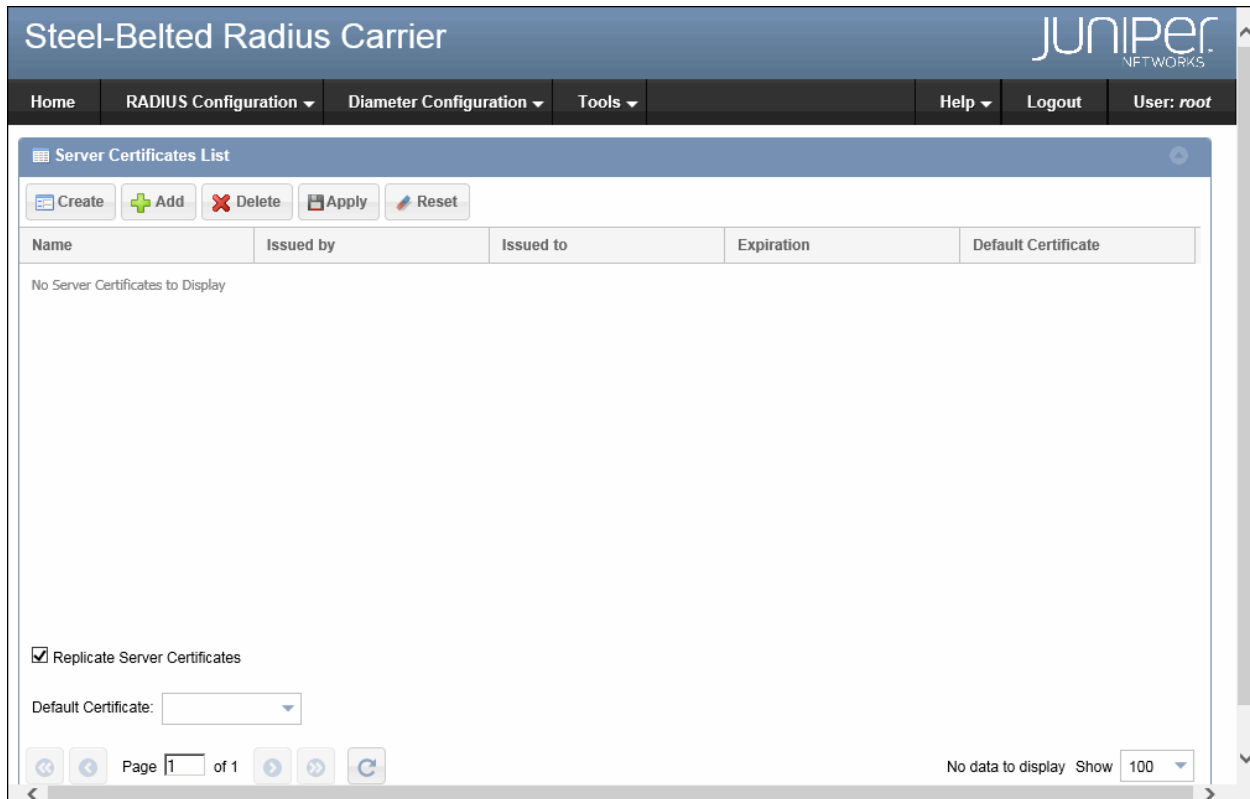 Steel-Belted Radius Carrier
JUNIPER
NETWORKS
Home RADIUS Configuration Diameter Configuration Tools Help Logout User: root
Server Certificates List
Create Add Delete Apply Reset
Name Issued by Issued to Expiration Default Certificate
No Server Certificates to Display
Replicate Server Certificates
Default Certificate:
Page 1 of 1 No data to display Show 100